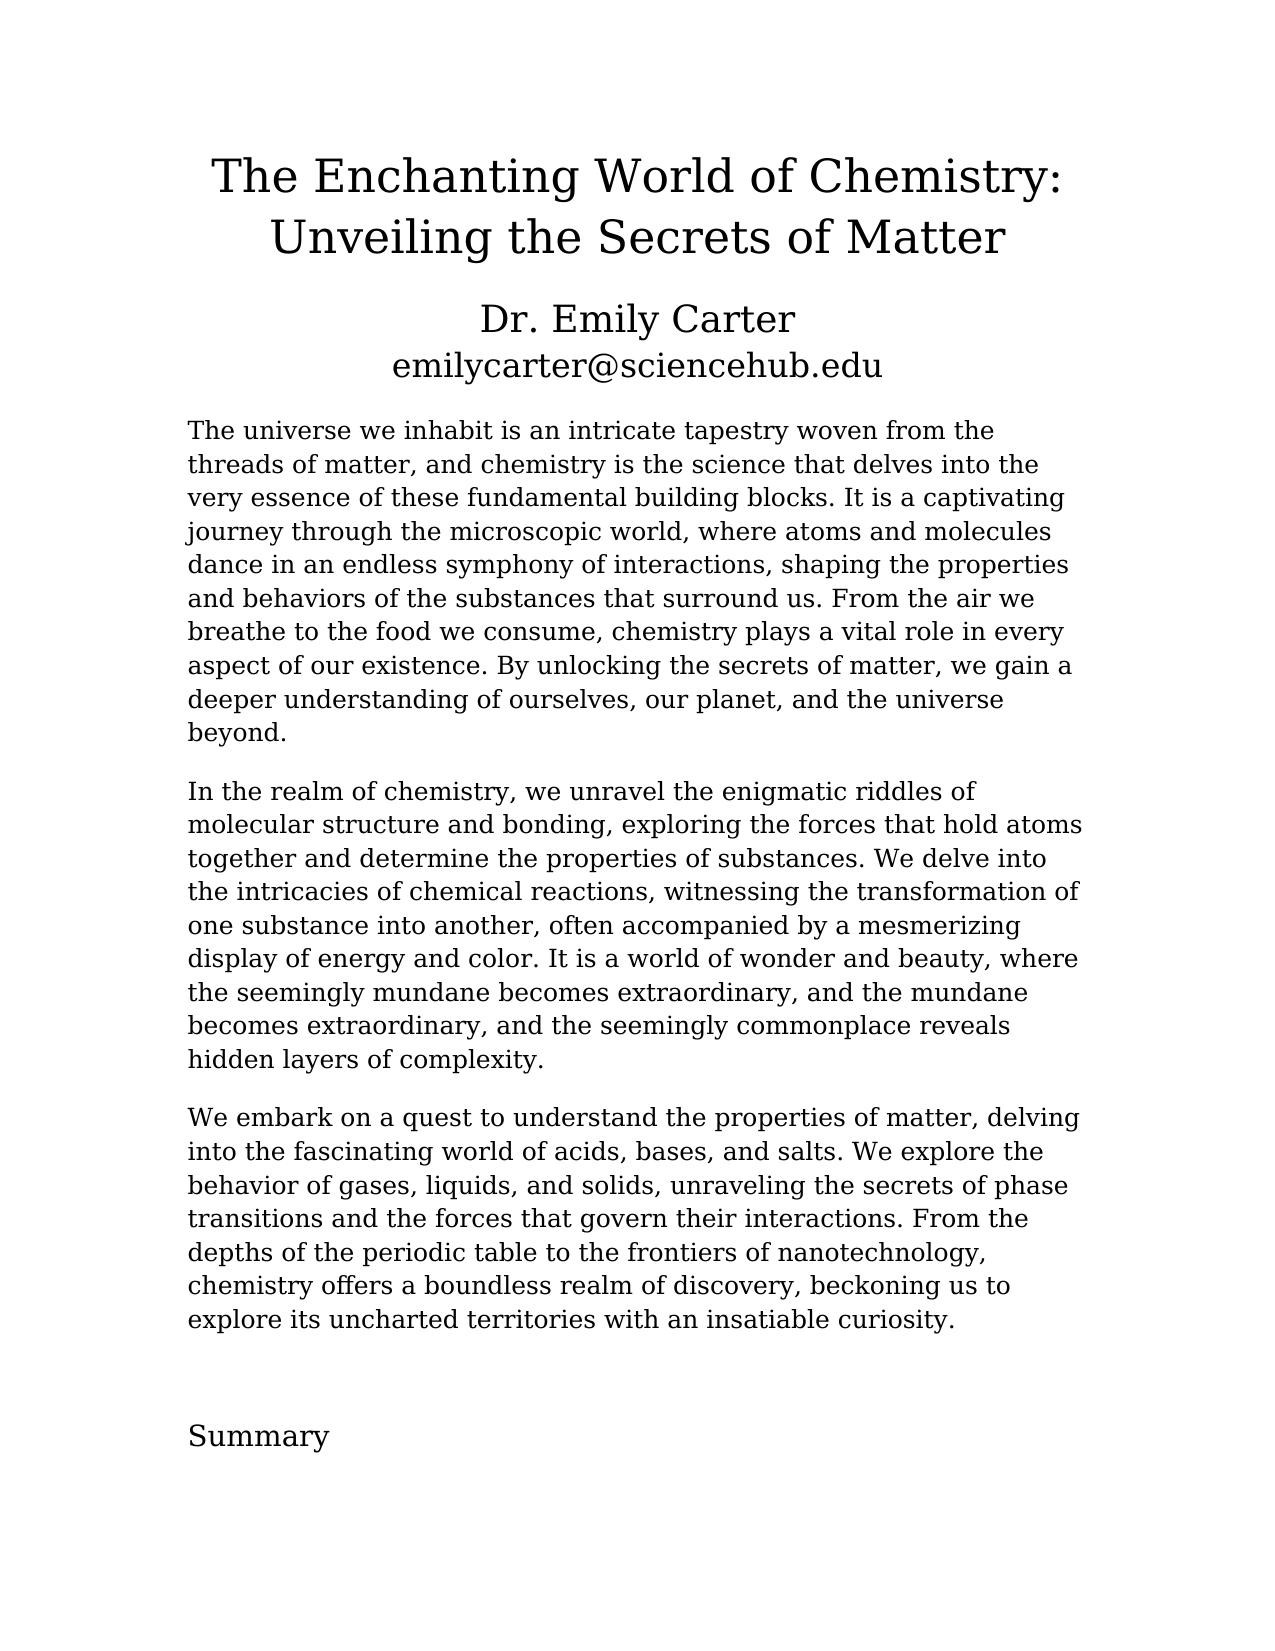 The Enchanting World of Chemistry:
Unveiling the Secrets of Matter
Dr. Emily Carter
emilycarter@sciencehub.edu
The universe we inhabit is an intricate tapestry woven from the
threads of matter, and chemistry is the science that delves into the
very essence of these fundamental building blocks. It is a captivating
journey through the microscopic world, where atoms and molecules
dance in an endless symphony of interactions, shaping the properties
and behaviors of the substances that surround us. From the air we
breathe to the food we consume, chemistry plays a vital role in every
aspect of our existence. By unlocking the secrets of matter, we gain a
deeper understanding of ourselves, our planet, and the universe
beyond.
In the realm of chemistry, we unravel the enigmatic riddles of
molecular structure and bonding, exploring the forces that hold atoms
together and determine the properties of substances. We delve into
the intricacies of chemical reactions, witnessing the transformation of
one substance into another, often accompanied by a mesmerizing
display of energy and color. It is a world of wonder and beauty, where
the seemingly mundane becomes extraordinary, and the mundane
becomes extraordinary, and the seemingly commonplace reveals
hidden layers of complexity.
We embark on a quest to understand the properties of matter, delving
into the fascinating world of acids, bases, and salts. We explore the
behavior of gases, liquids, and solids, unraveling the secrets of phase
transitions and the forces that govern their interactions. From the
depths of the periodic table to the frontiers of nanotechnology,
chemistry offers a boundless realm of discovery, beckoning us to
explore its uncharted territories with an insatiable curiosity.
Summary